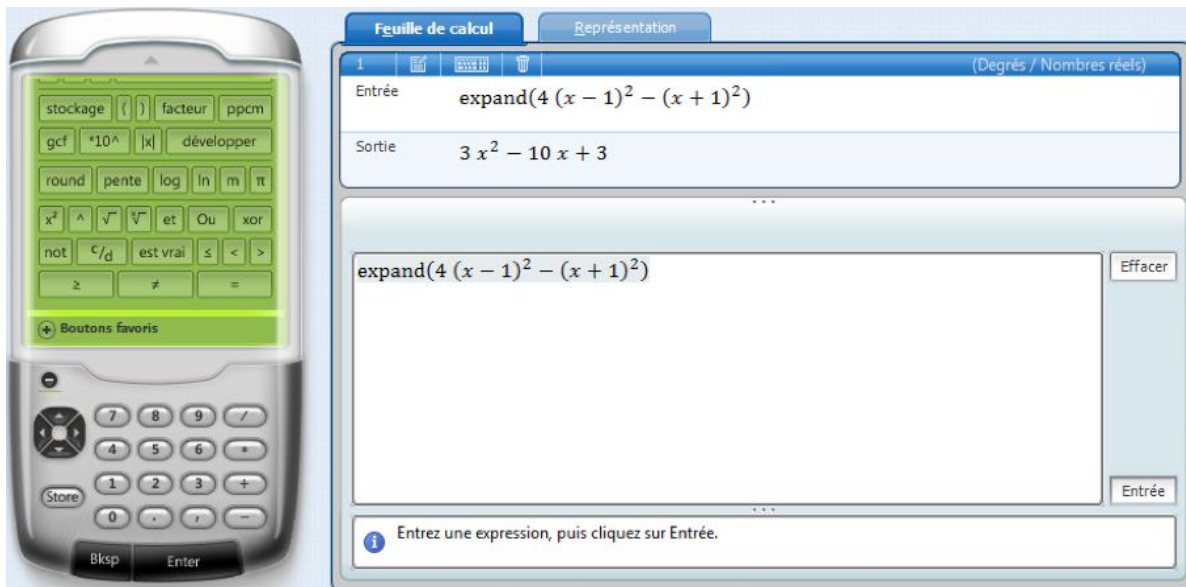 Feuille de calcul
Représentation
1
(Degrés / Nombres réels)
Entrée
expand(4 (x − 1)² − (x + 1)²)
Sortie
3 x² − 10 x + 3
expand(4 (x − 1)² − (x + 1)²)
Effacer
Entrée
Entrez une expression, puis cliquez sur Entrée.
stockage ( ) facteur ppcm
gcf *10^ |x| développer
round pente log ln m π
x² ^ √ ˣ√ et Ou xor
not c/d est vrai ≤ < >
≥ ≠ =
Boutons favoris
7 8 9 /
4 5 6 *
1 2 3 +
Store
0 . , −
Bksp Enter